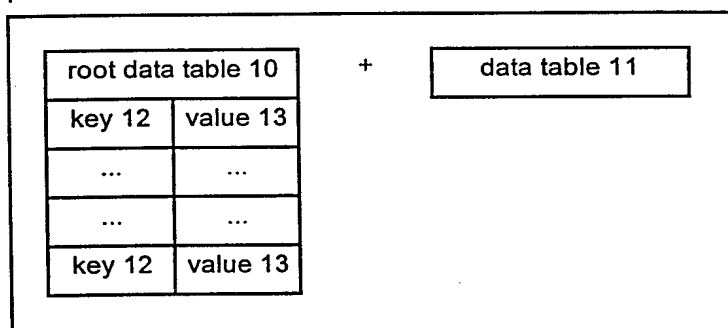 root data table 10 + data table 11
key 12 value 13
... ...
... ...
key 12 value 13